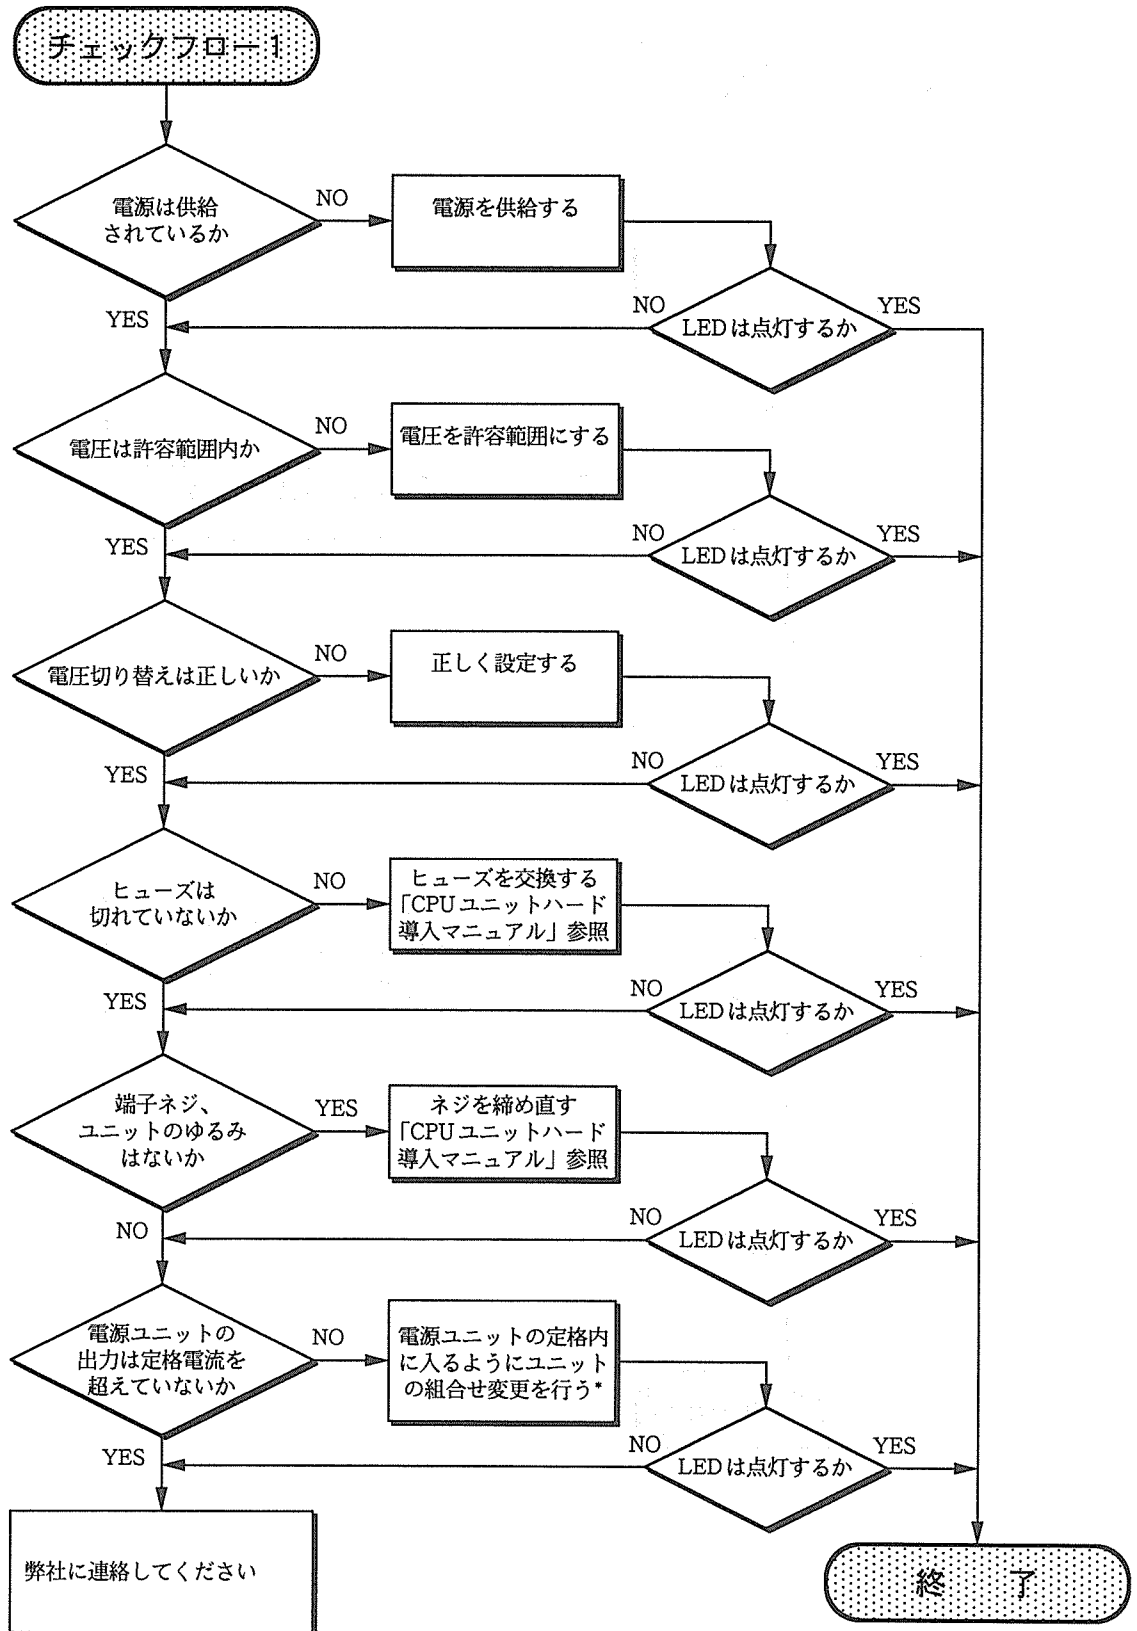 チェックフロー1
電源は供給
されているか
NO
電源を供給する
YES
NO
LEDは点灯するか
YES
電圧は許容範囲内か
NO
電圧を許容範囲にする
YES
NO
LEDは点灯するか
YES
電圧切り替えは正しいか
NO
正しく設定する
YES
NO
LEDは点灯するか
YES
ヒューズは
切れていないか
NO
ヒューズを交換する
「CPUユニットハード
導入マニュアル」参照
YES
NO
LEDは点灯するか
YES
端子ネジ、
ユニットのゆるみ
はないか
YES
ネジを締め直す
「CPUユニットハード
導入マニュアル」参照
NO
NO
LEDは点灯するか
YES
電源ユニットの
出力は定格電流を
超えていないか
NO
電源ユニットの定格内
に入るようにユニット
の組合せ変更を行う*
YES
NO
LEDは点灯するか
YES
弊社に連絡してください
終　了